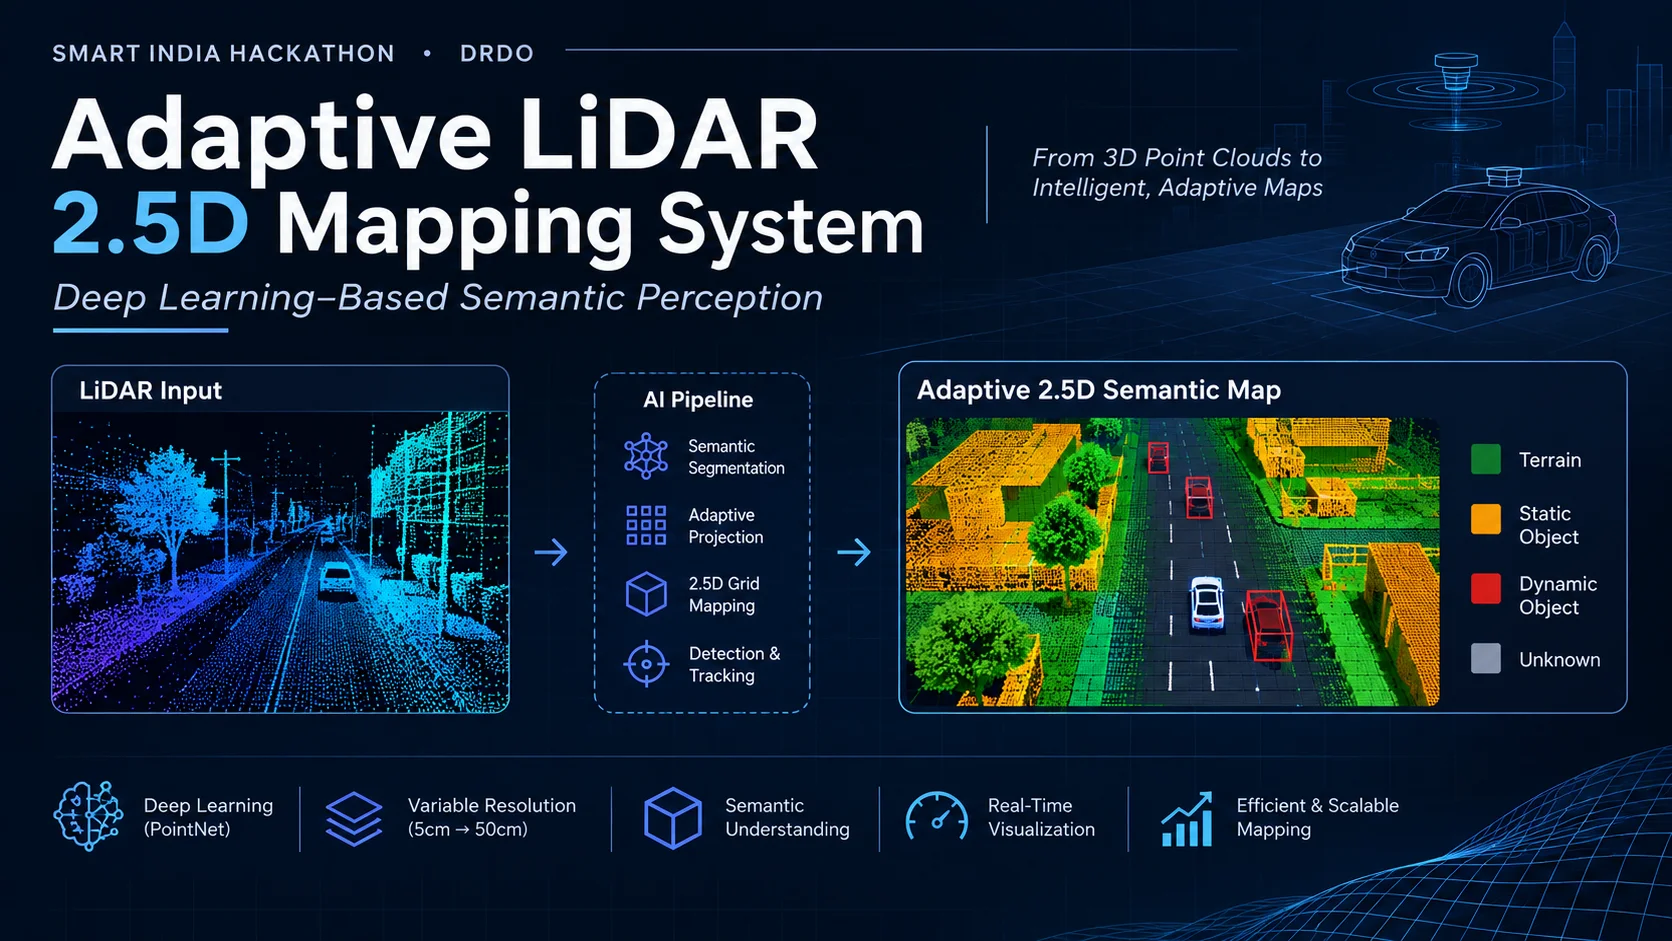 SMART INDIA HACKATHON • DRDO
Adaptive LiDAR
2.5D Mapping System
Deep Learning–Based Semantic Perception
From 3D Point Clouds to
Intelligent, Adaptive Maps
LiDAR Input
AI Pipeline
Semantic
Segmentation
Adaptive
Projection
2.5D Grid
Mapping
Detection &
Tracking
Adaptive 2.5D Semantic Map
Terrain
Static
Object
Dynamic
Object
Unknown
Deep Learning
(PointNet)
Variable Resolution
(5cm → 50cm)
Semantic
Understanding
Real-Time
Visualization
Efficient & Scalable
Mapping